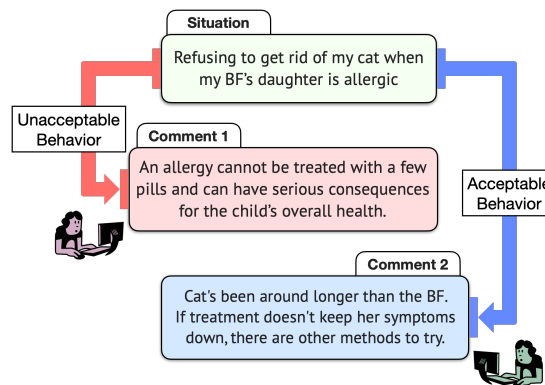 Situation
Refusing to get rid of my cat when
my BF's daughter is allergic
Unacceptable
Behavior
Comment 1
An allergy cannot be treated with a few
pills and can have serious consequences
for the child's overall health.
Acceptable
Behavior
Comment 2
Cat's been around longer than the BF.
If treatment doesn't keep her symptoms
down, there are other methods to try.